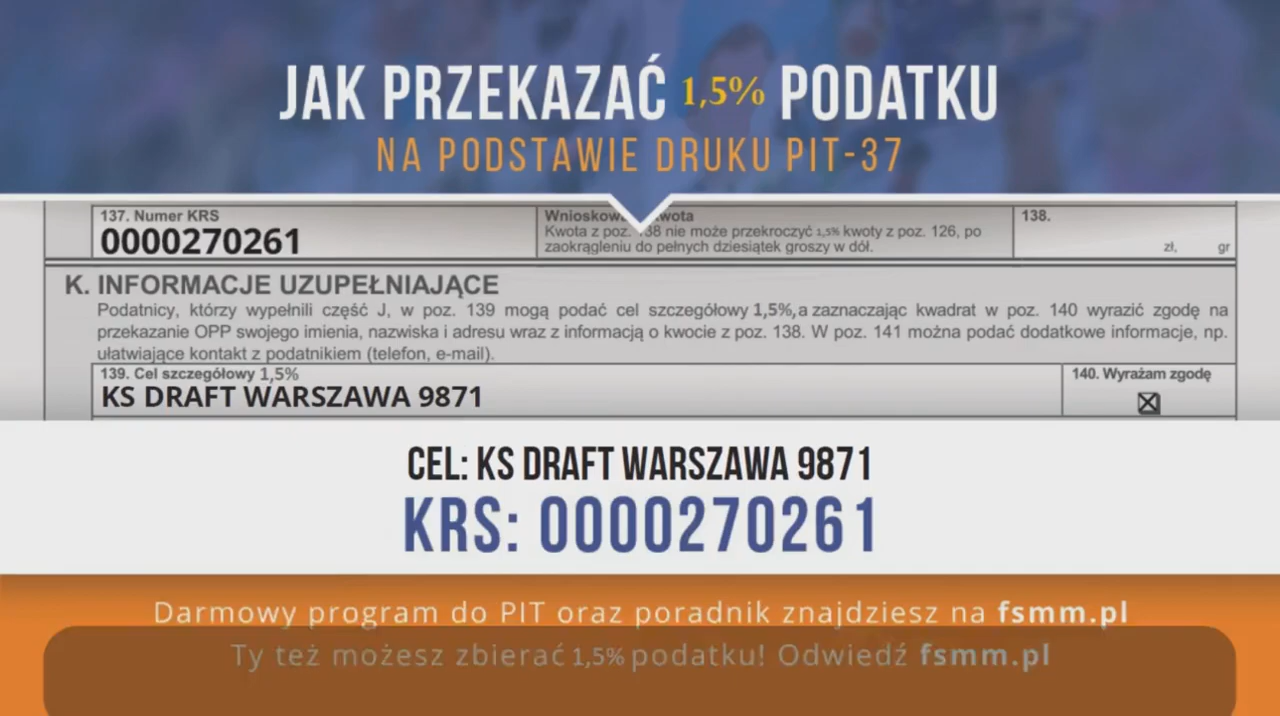 JAK PRZEKAZAĆ 1,5% PODATKU
NA PODSTAWIE DRUKU PIT-37
137. Numer KRS
0000270261
Kwota z poz. 138 nie może przekroczyć 1,5% kwoty z poz. 126, po
zaokrągleniu do pełnych dziesiątek groszy w dół.
138.
zł, gr
K. INFORMACJE UZUPEŁNIAJĄCE
Podatnicy, którzy wypełnili część J, w poz. 139 mogą podać cel szczegółowy 1,5%, a zaznaczając kwadrat w poz. 140 wyrazić zgodę na
przekazanie OPP swojego imienia, nazwiska i adresu wraz z informacją o kwocie z poz. 138. W poz. 141 można podać dodatkowe informacje, np.
ułatwiające kontakt z podatnikiem (telefon, e-mail).
139. Cel szczegółowy 1,5%
KS DRAFT WARSZAWA 9871
140. Wyrażam zgodę
CEL: KS DRAFT WARSZAWA 9871
KRS: 0000270261
Darmowy program do PIT oraz poradnik znajdziesz na fsmm.pl
Ty też możesz zbierać 1,5% podatku! Odwiedź fsmm.pl